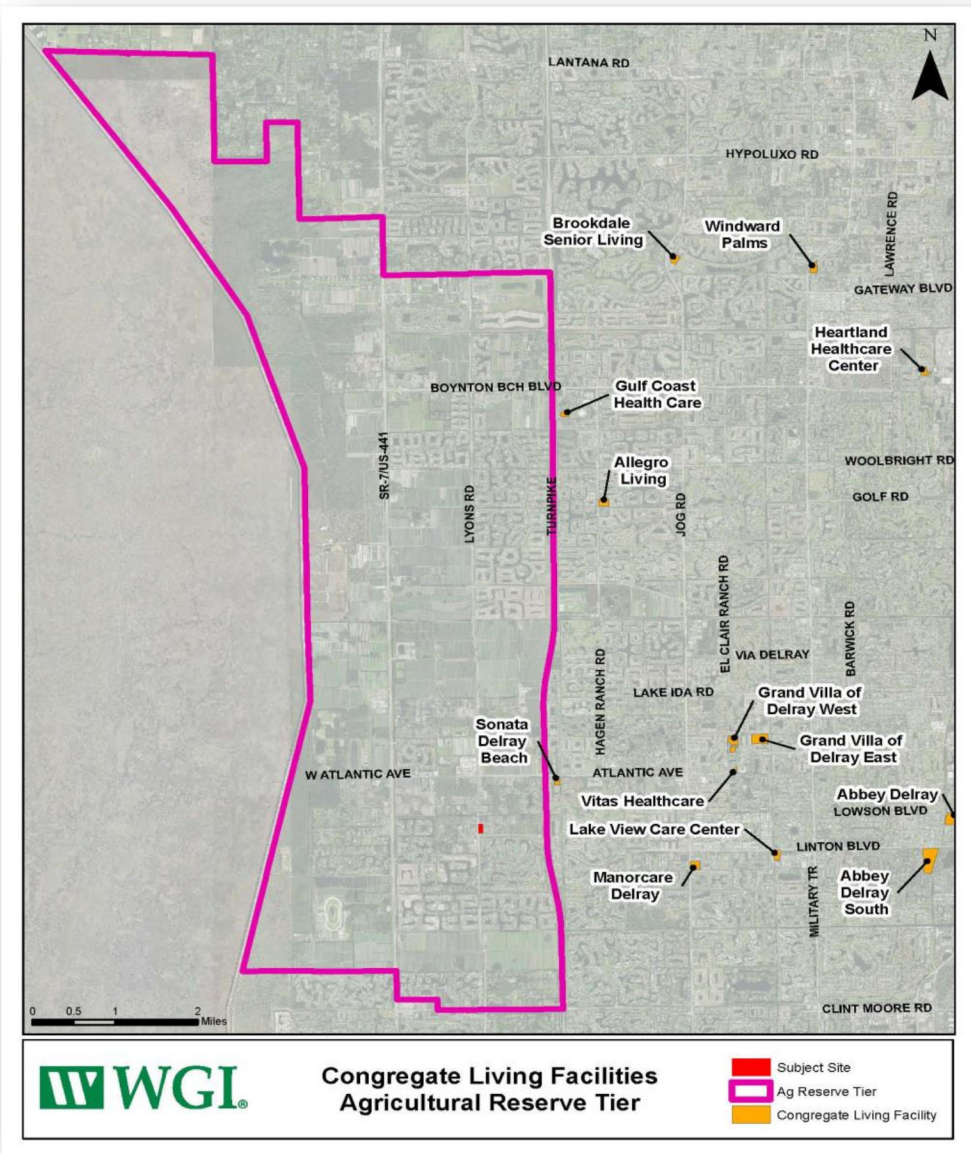 N
LANTANA RD
HYPOLUXO RD
LAWRENCE RD
Brookdale
Senior Living
Windward
Palms
GATEWAY BLVD
Heartland
Healthcare
Center
BOYNTON BCH BLVD
Gulf Coast
Health Care
SR-7/US-441
LYONS RD
TURNPIKE
Allegro
Living
JOG RD
WOOLBRIGHT RD
GOLF RD
EL CLAIR RANCH RD
BARWICK RD
VIA DELRAY
HAGEN RANCH RD
LAKE IDA RD
Grand Villa of
Delray West
Sonata
Delray
Beach
Grand Villa of
Delray East
W ATLANTIC AVE
ATLANTIC AVE
Vitas Healthcare
Abbey Delray
LOWSON BLVD
Lake View Care Center
LINTON BLVD
Manorcare
Delray
MILITARY TR
Abbey
Delray
South
CLINT MOORE RD
0 0.5 1 2
Miles
WGI®
Congregate Living Facilities
Agricultural Reserve Tier
Subject Site
Ag Reserve Tier
Congregate Living Facility